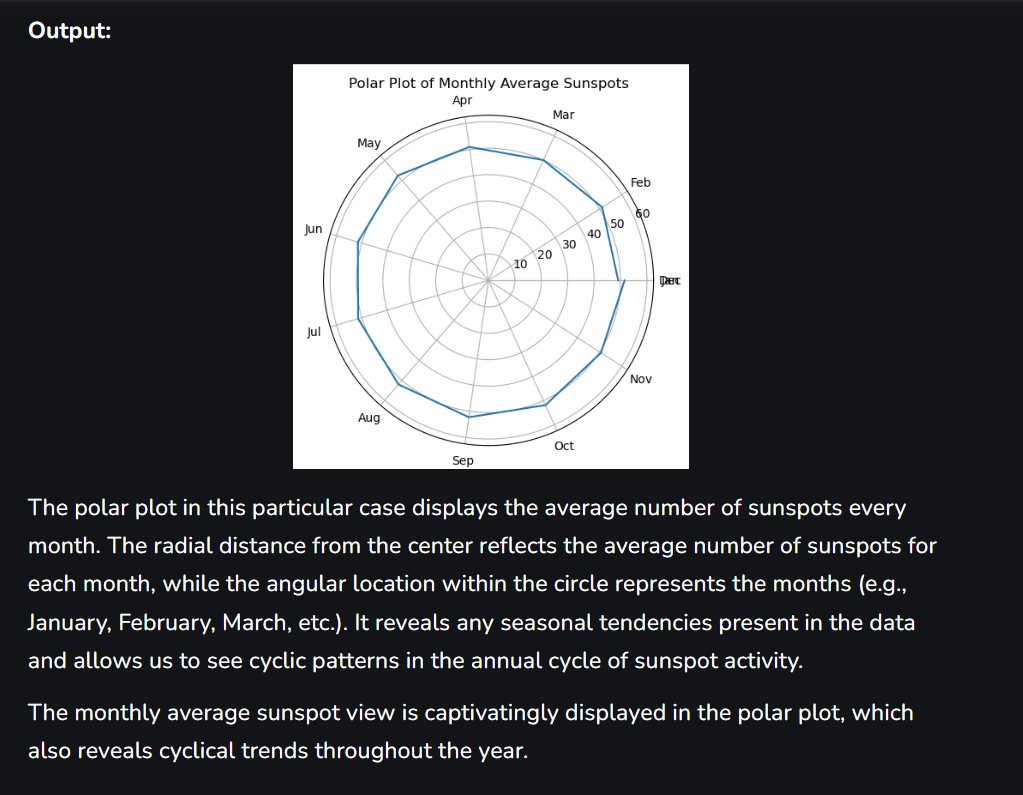 Output:
Polar Plot of Monthly Average Sunspots
Apr
Mar
May
Feb
60
50
40
30
20
10
Jun
Dec
Jan
Jul
Nov
Aug
Oct
Sep
The polar plot in this particular case displays the average number of sunspots every
month. The radial distance from the center reflects the average number of sunspots for
each month, while the angular location within the circle represents the months (e.g.,
January, February, March, etc.). It reveals any seasonal tendencies present in the data
and allows us to see cyclic patterns in the annual cycle of sunspot activity.
The monthly average sunspot view is captivatingly displayed in the polar plot, which
also reveals cyclical trends throughout the year.